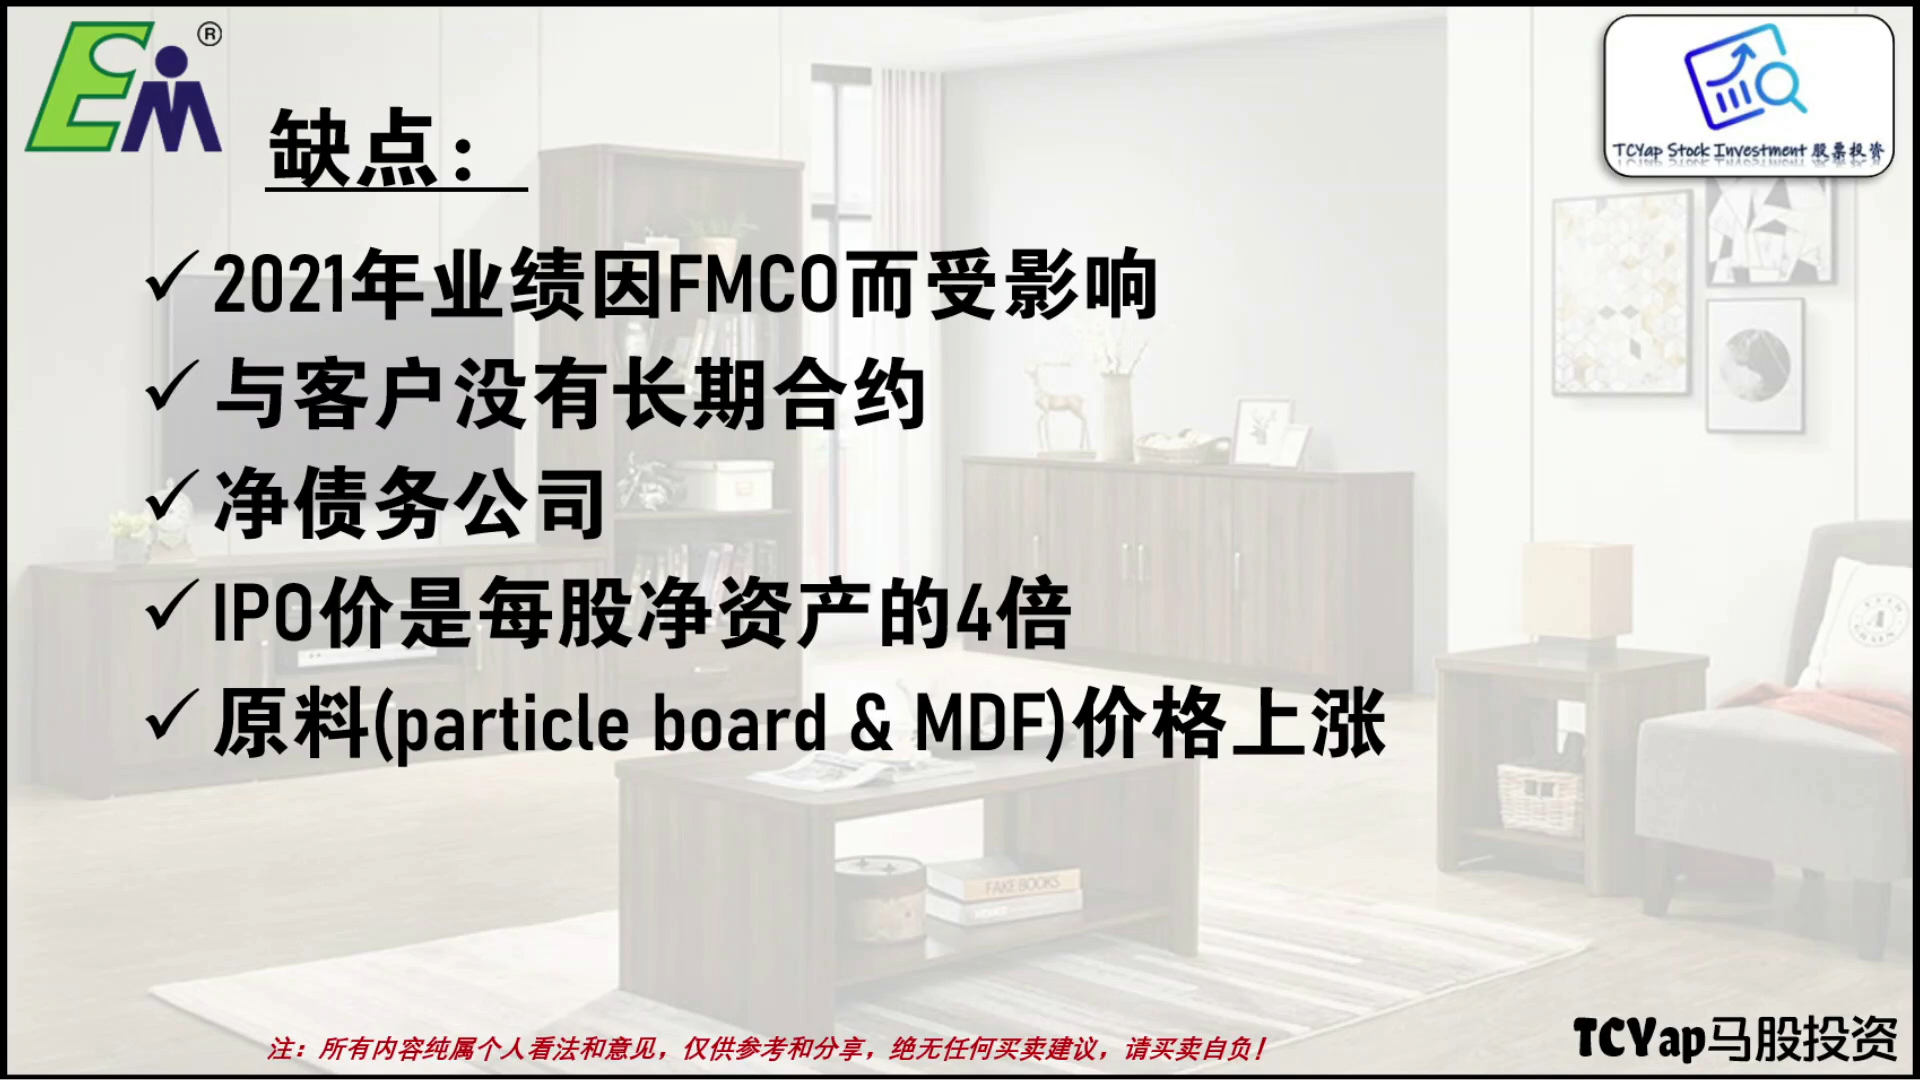 EM®
TCYap Stock Investment 股票投资
缺点：
✓ 2021年业绩因FMCO而受影响
✓ 与客户没有长期合约
✓ 净债务公司
✓ IPO价是每股净资产的4倍
✓ 原料(particle board & MDF)价格上涨
FAKE BOOKS
注：所有内容纯属个人看法和意见，仅供参考和分享，绝无任何买卖建议，请买卖自负！
TCYap马股投资